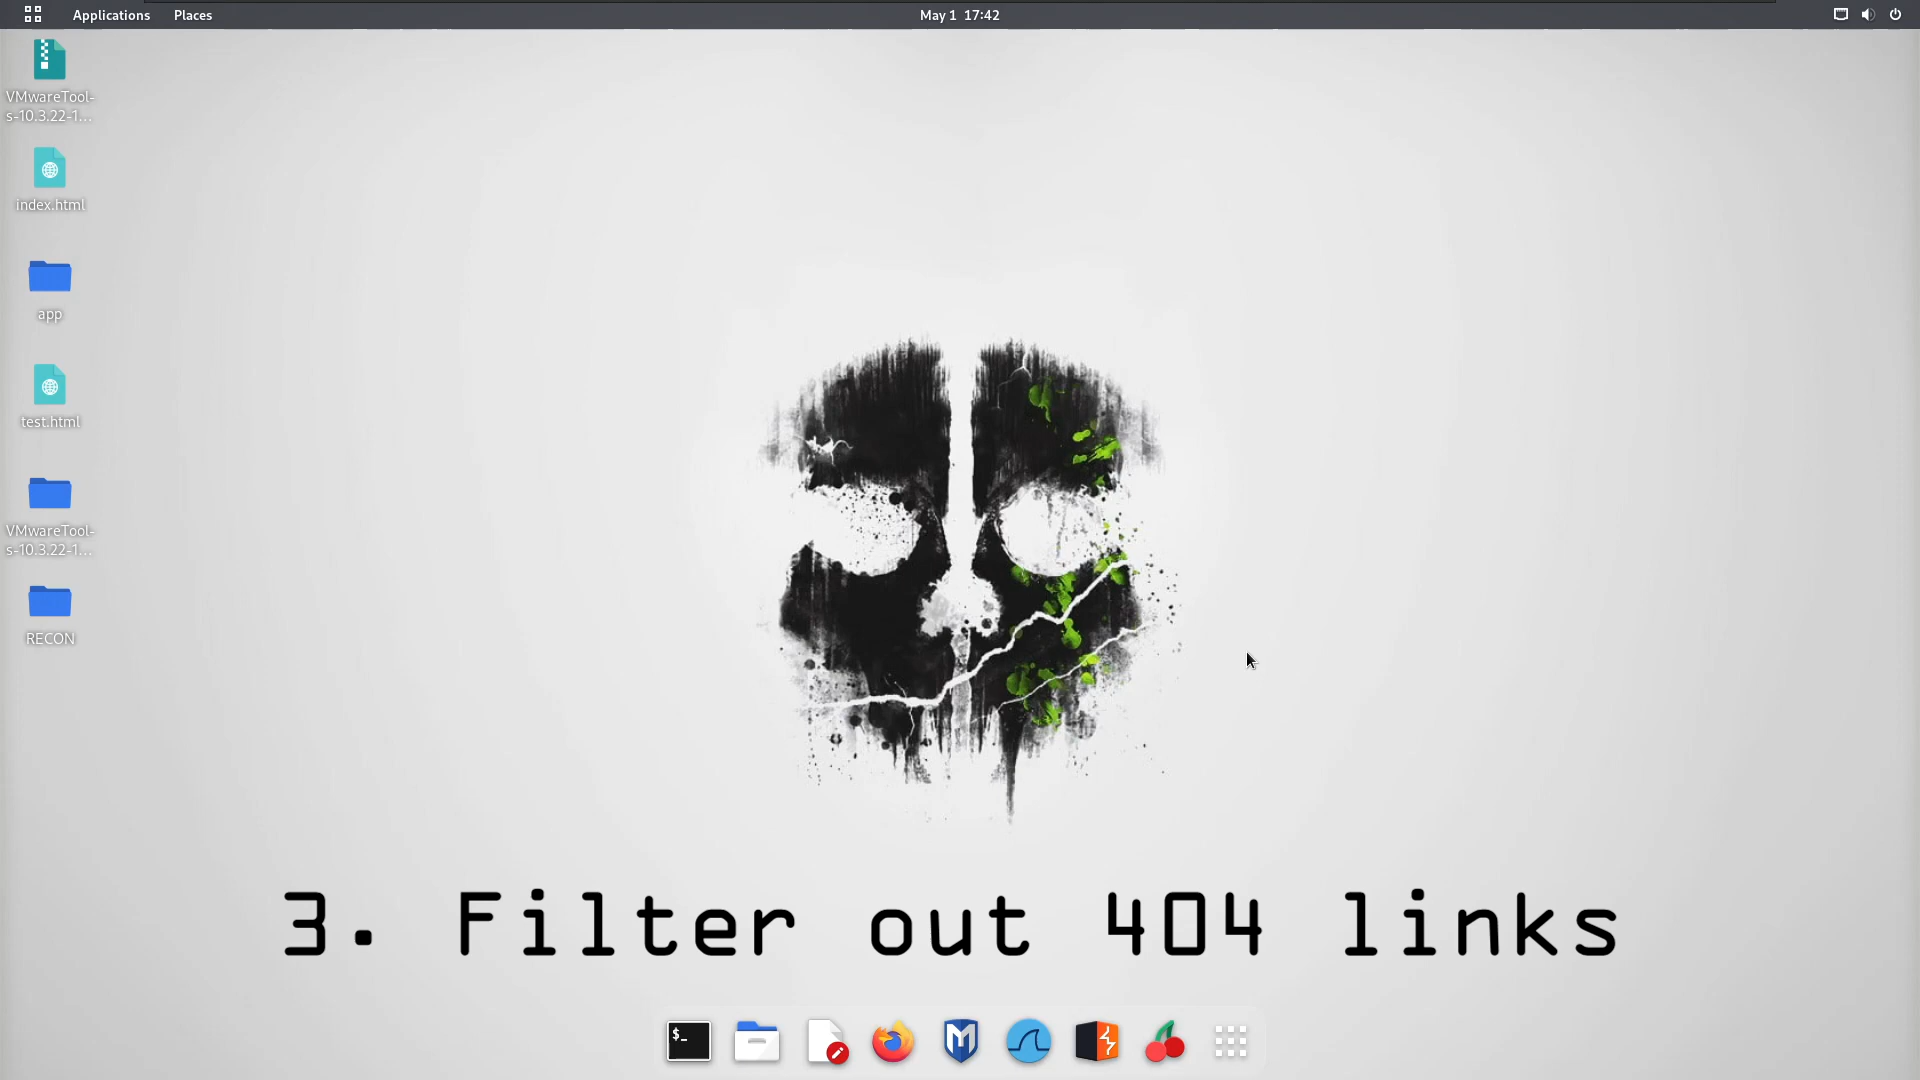 Applications Places May 1 17:42
VMwareTool-
s-10.3.22-1...
index.html
app
test.html
VMwareTool-
s-10.3.22-1...
RECON
3. Filter out 404 links
$_